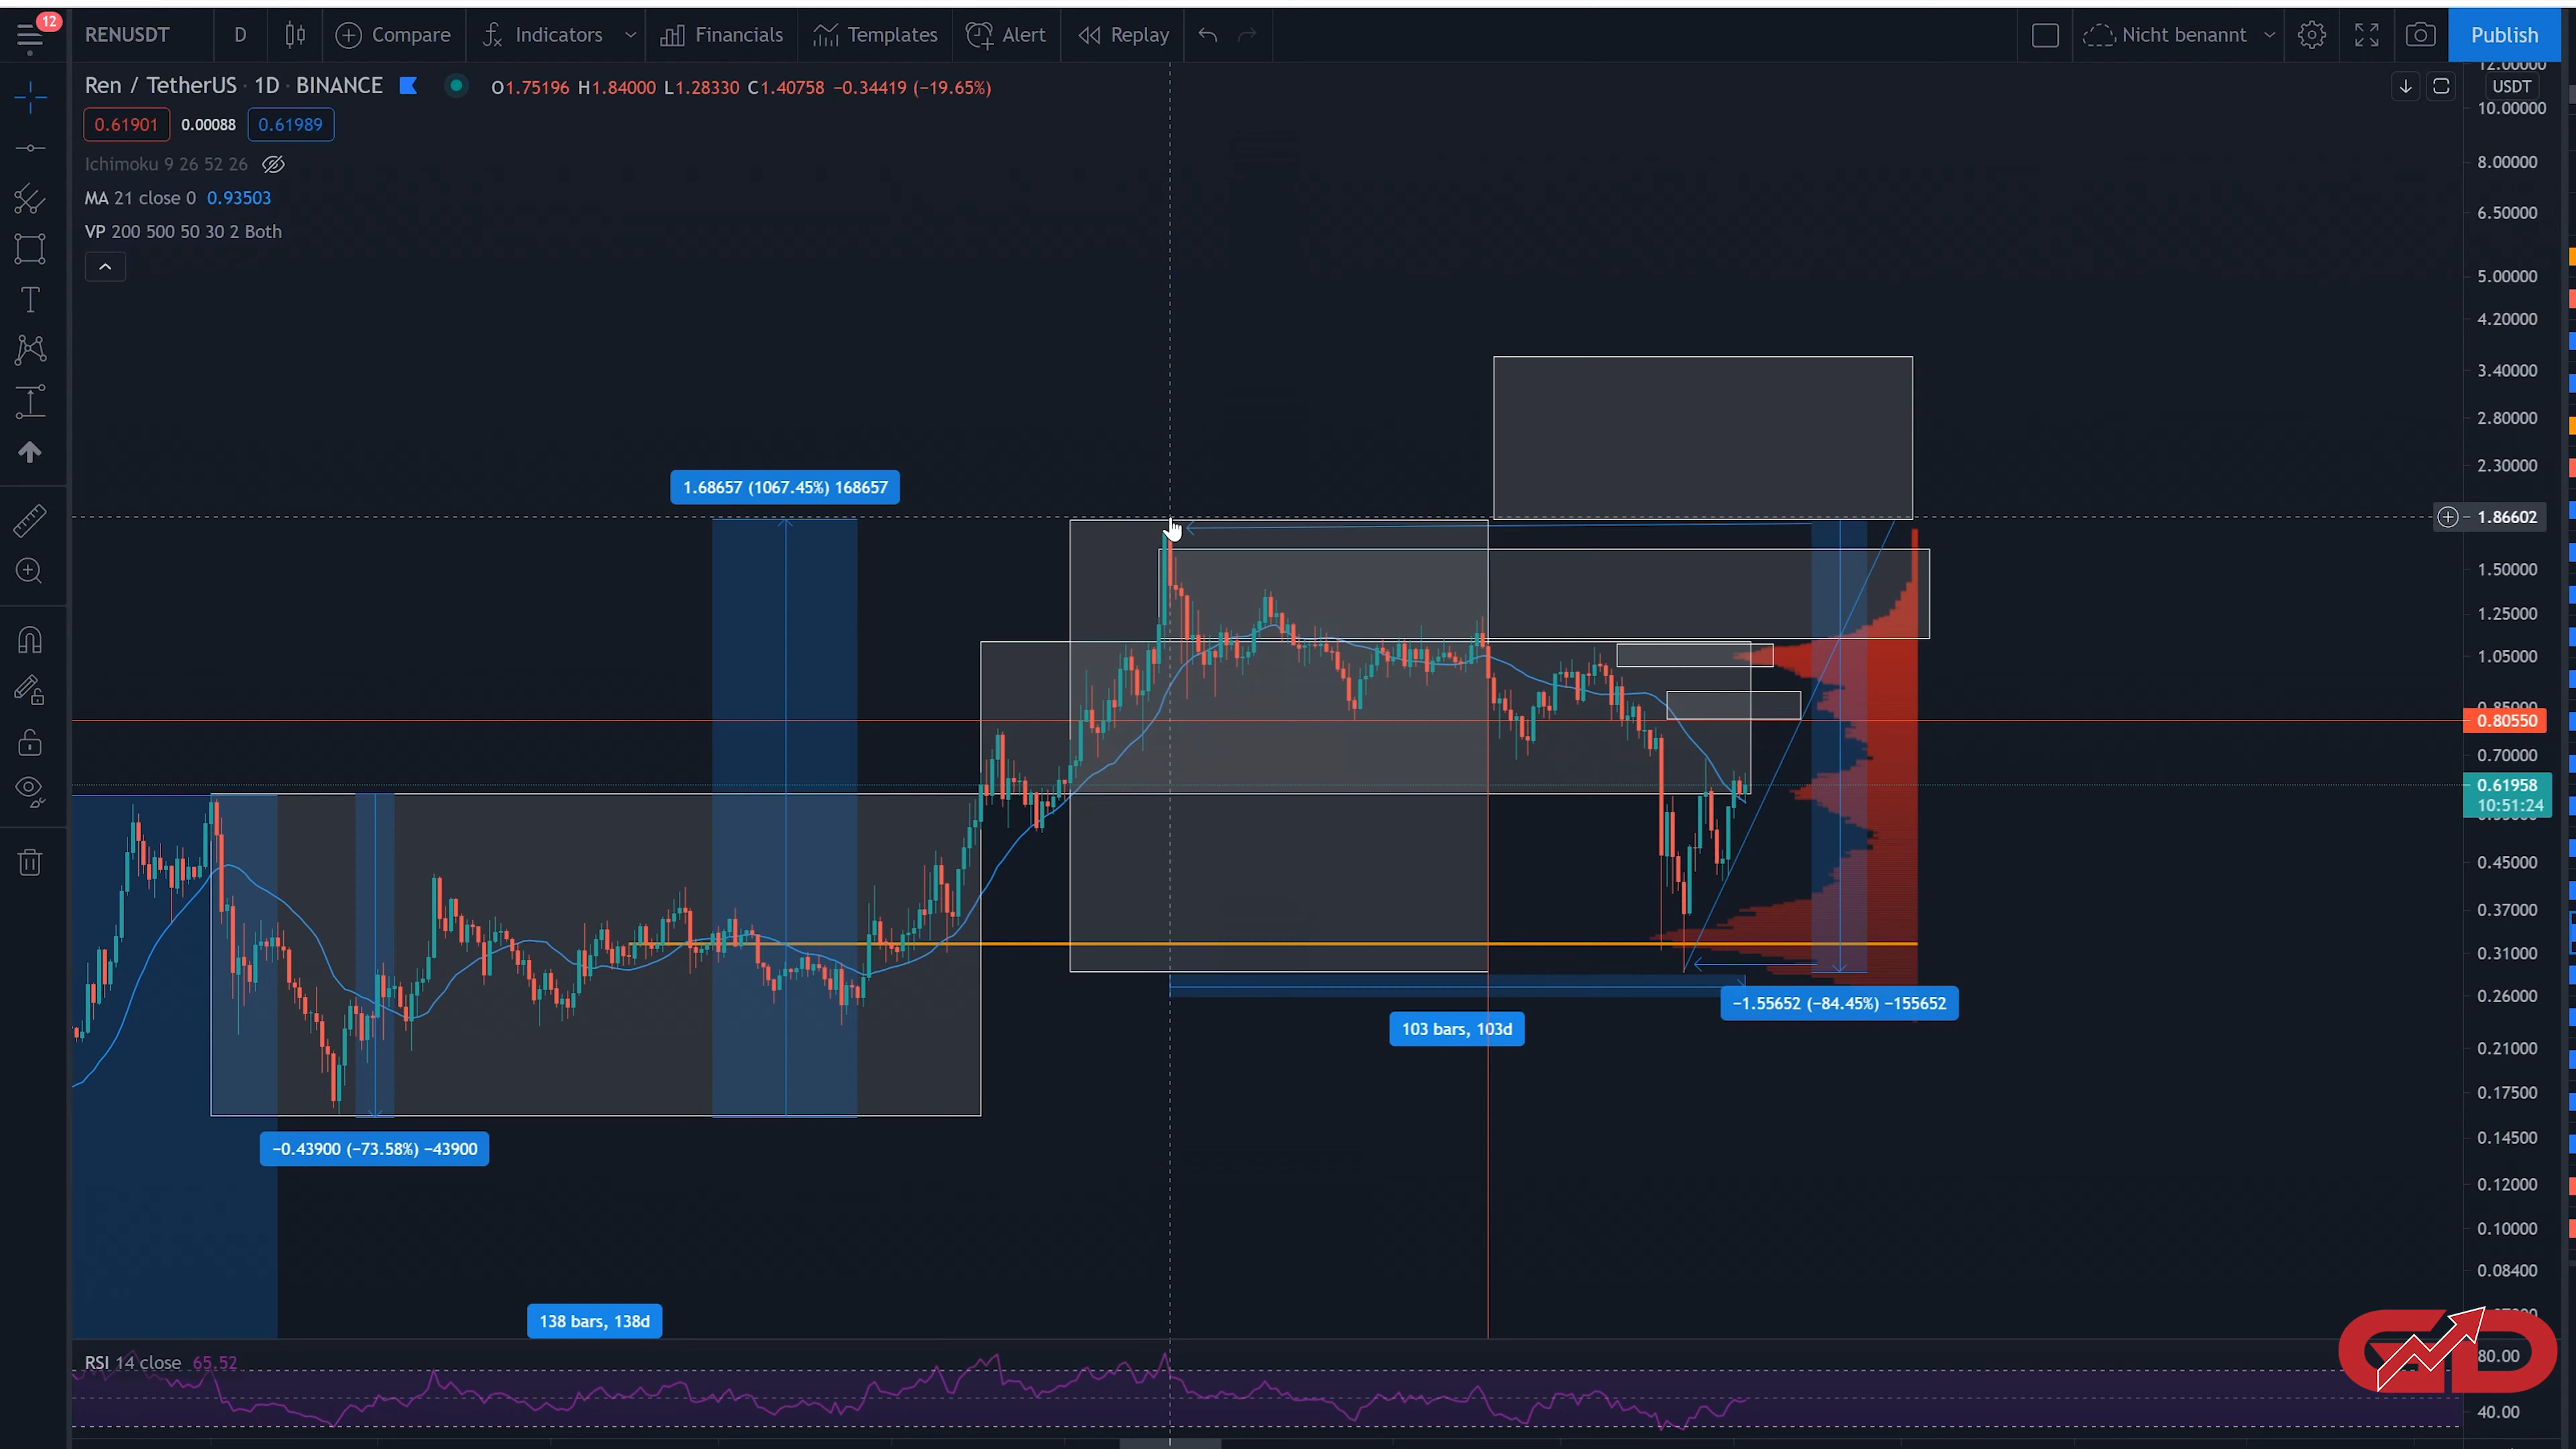 12
RENUSDT D Compare Indicators Financials Templates Alert Replay Nicht benannt Publish
Ren / TetherUS · 1D · BINANCE O1.75196 H1.84000 L1.28330 C1.40758 −0.34419 (−19.65%)
0.61901 0.00088 0.61989
Ichimoku 9 26 52 26
MA 21 close 0 0.93503
VP 200 500 50 30 2 Both
12.00000
USDT
10.00000
8.00000
6.50000
5.00000
4.20000
3.40000
2.80000
2.30000
1.86602
1.50000
1.25000
1.05000
0.85000
0.80550
0.70000
0.61958
10:51:24
0.45000
0.37000
0.31000
0.26000
0.21000
0.17500
0.14500
0.12000
0.10000
0.08400
1.68657 (1067.45%) 168657
−1.55652 (−84.45%) −155652
103 bars, 103d
−0.43900 (−73.58%) −43900
138 bars, 138d
RSI 14 close 65.52
80.00
40.00